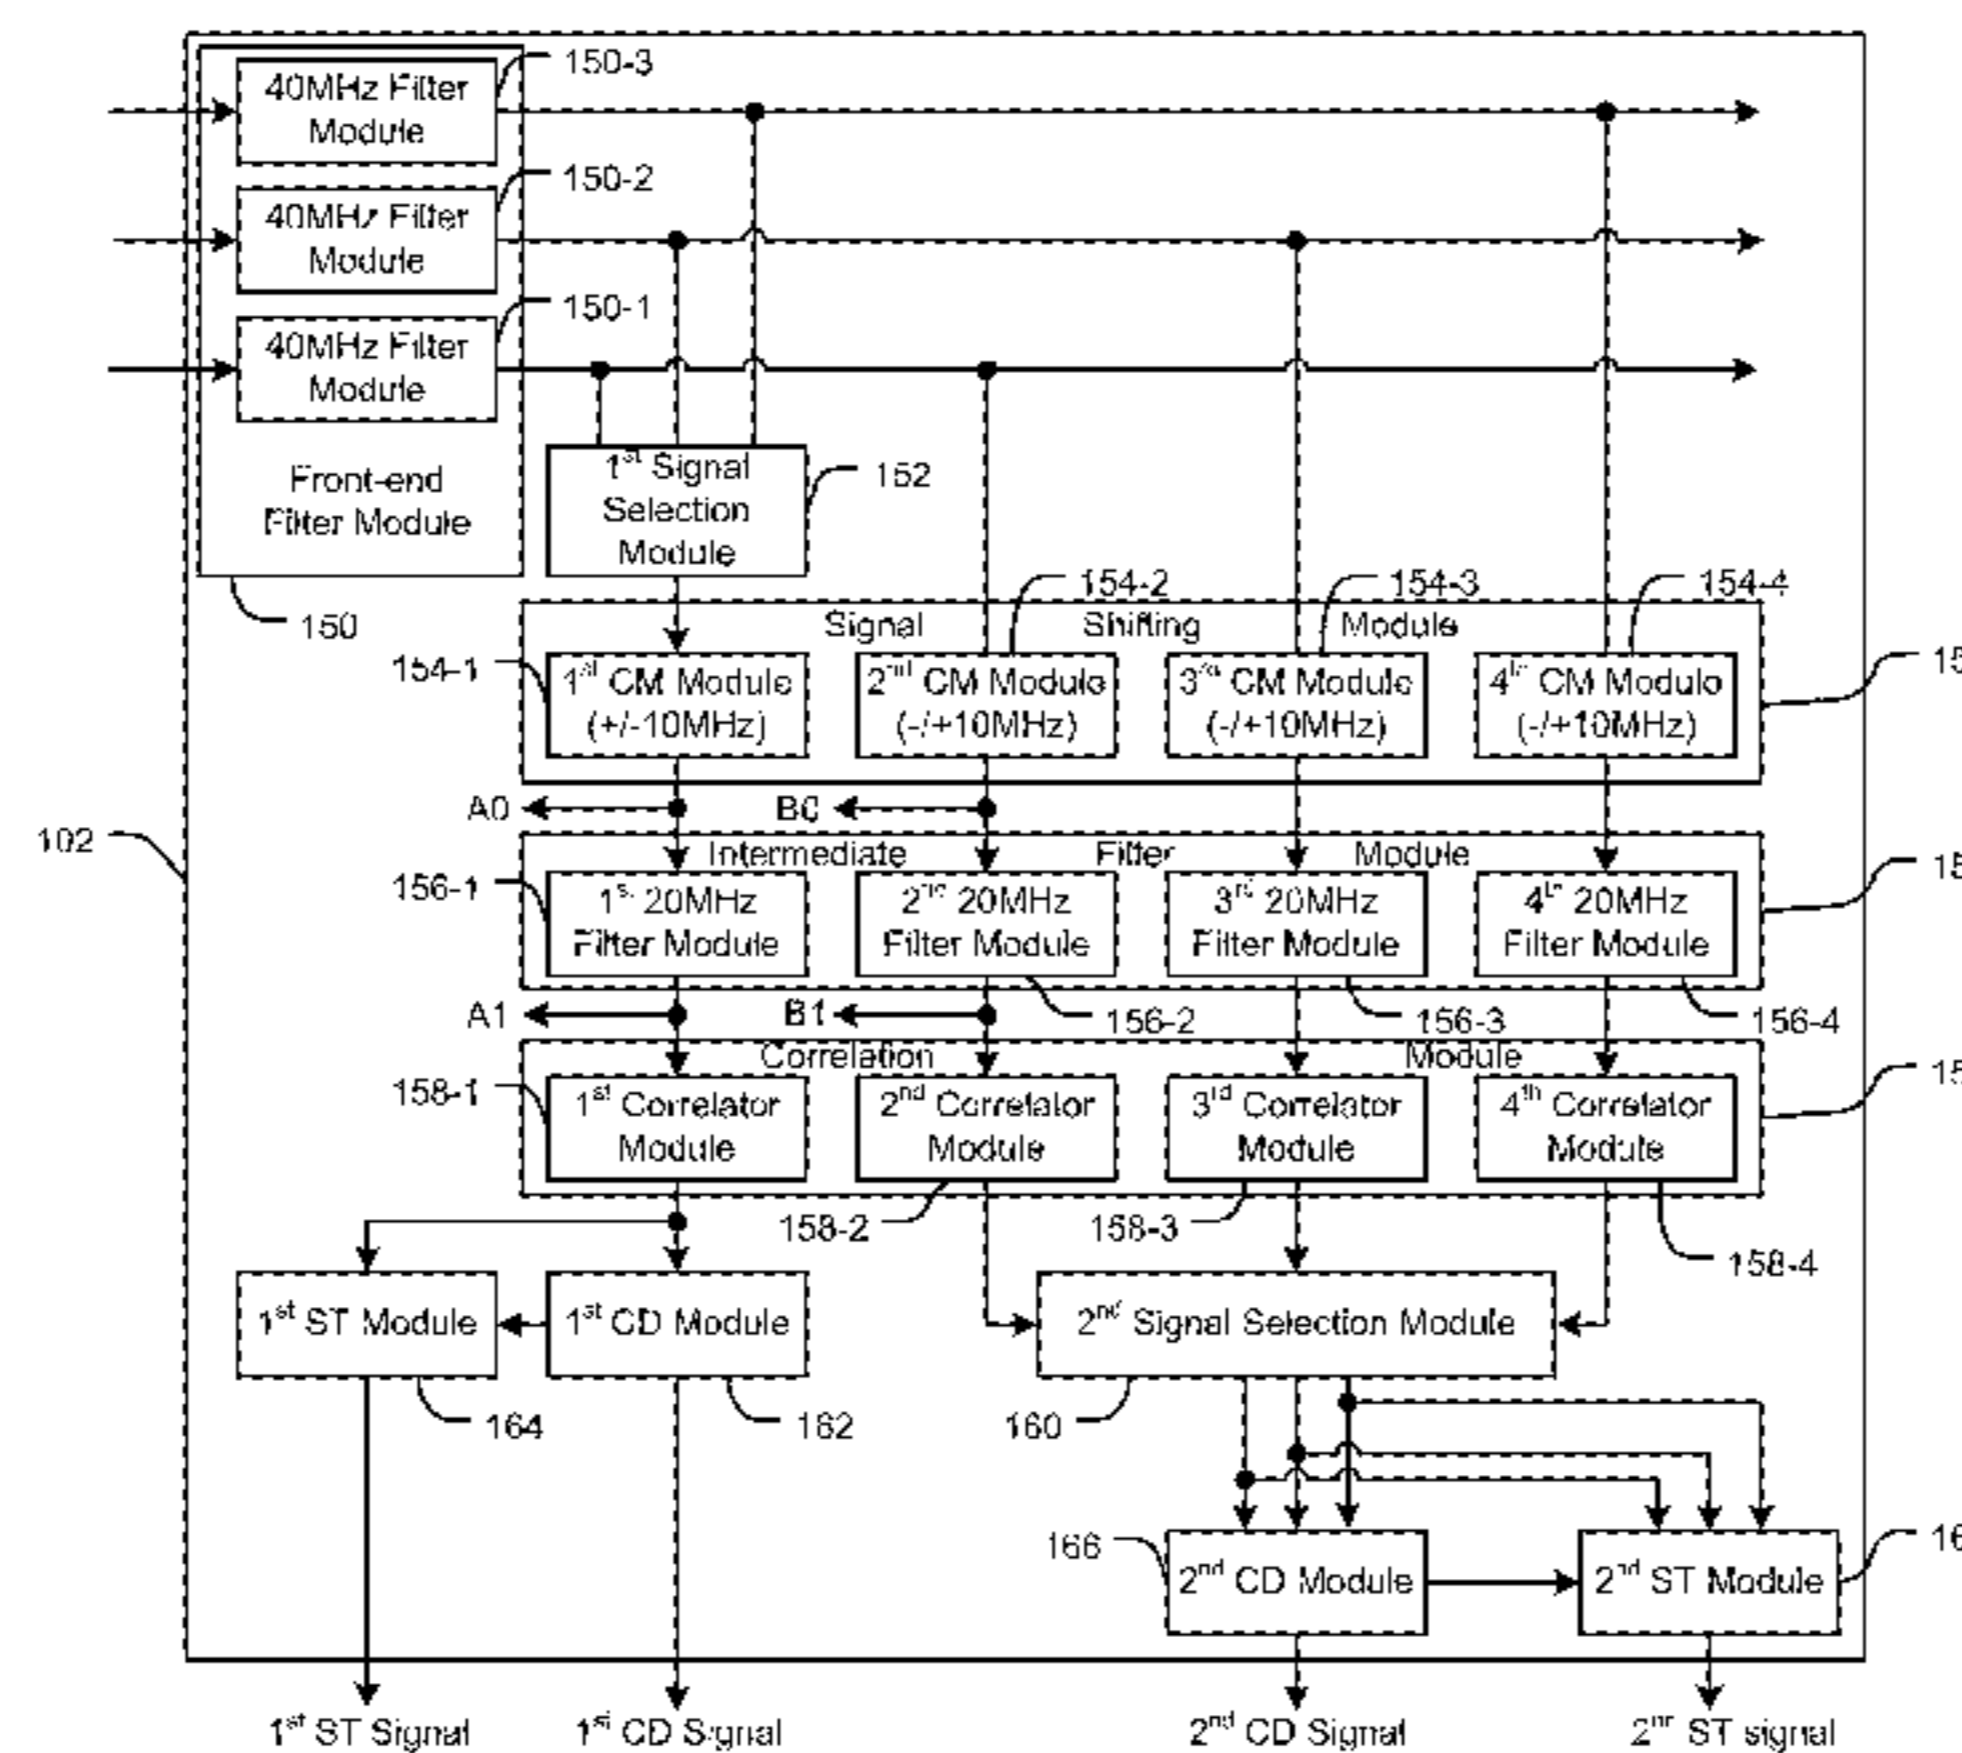 40MHz Filter
Module
150-3
40MHz Filter
Module
150-2
40MHz Filter
Module
150-1
Front-end
Filter Module
150
1st Signal
Selection
Module
152
154-2
154-3
154-4
Signal Shifting Module
154-1
1st CM Module
(+/-10MHz)
2nd CM Module
(-/+10MHz)
3rd CM Module
(-/+10MHz)
4th CM Module
(-/+10MHz)
15
A0
B0
102
Intermediate Filter Module
156-1
1st 20MHz
Filter Module
2nd 20MHz
Filter Module
3rd 20MHz
Filter Module
4th 20MHz
Filter Module
15
A1
B1
156-2
156-3
156-4
Correlation Module
158-1
1st Correlator
Module
2nd Correlator
Module
3rd Correlator
Module
4th Correlator
Module
15
158-2
158-3
158-4
1st ST Module
1st CD Module
2nd Signal Selection Module
164
162
160
166
2nd CD Module
2nd ST Module
16
1st ST Signal
1st CD Signal
2nd CD Signal
2nd ST signal